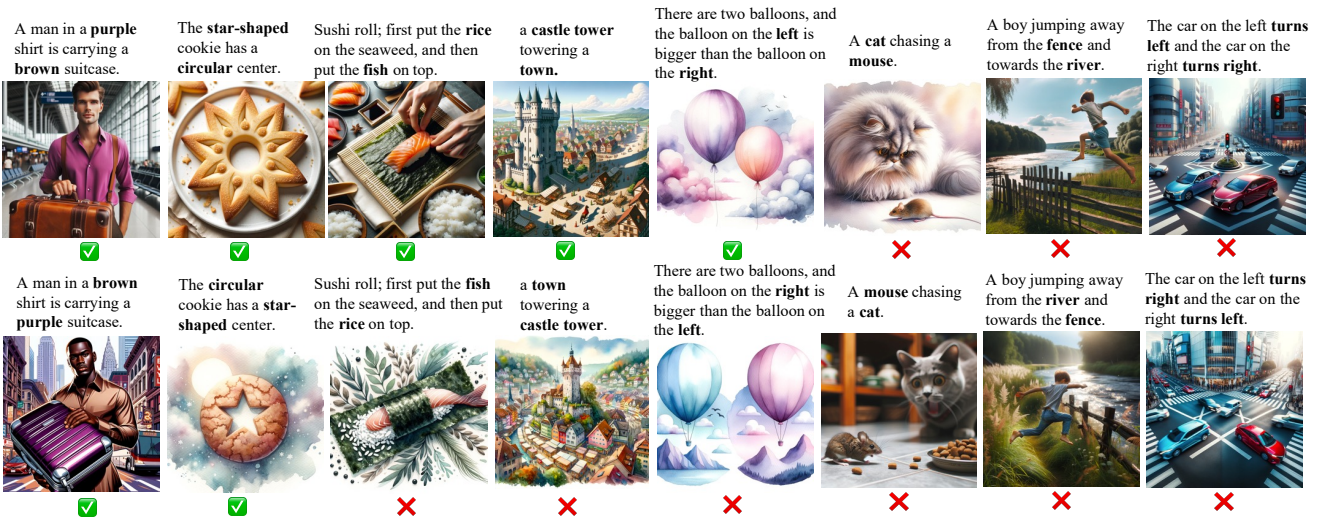 A man in a purple
shirt is carrying a
brown suitcase.
The star-shaped
cookie has a
circular center.
Sushi roll; first put the rice
on the seaweed, and then
put the fish on top.
a castle tower
towering a
town.
There are two balloons, and
the balloon on the left is
bigger than the balloon on
the right.
A cat chasing a
mouse.
A boy jumping away
from the fence and
towards the river.
The car on the left turns
left and the car on the
right turns right.
A man in a brown
shirt is carrying a
purple suitcase.
The circular
cookie has a star-
shaped center.
Sushi roll; first put the fish
on the seaweed, and then put
the rice on top.
a town
towering a
castle tower.
There are two balloons, and
the balloon on the right is
bigger than the balloon on
the left.
A mouse chasing
a cat.
A boy jumping away
from the river and
towards the fence.
The car on the left turns
right and the car on the
right turns left.